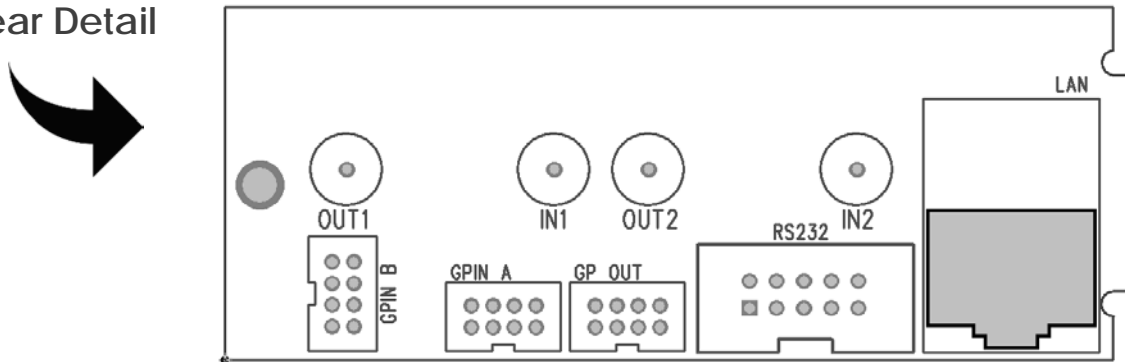 ear Detail
LAN
OUT1
IN1
OUT2
IN2
RS232
GPIN B
GPIN A
GP OUT